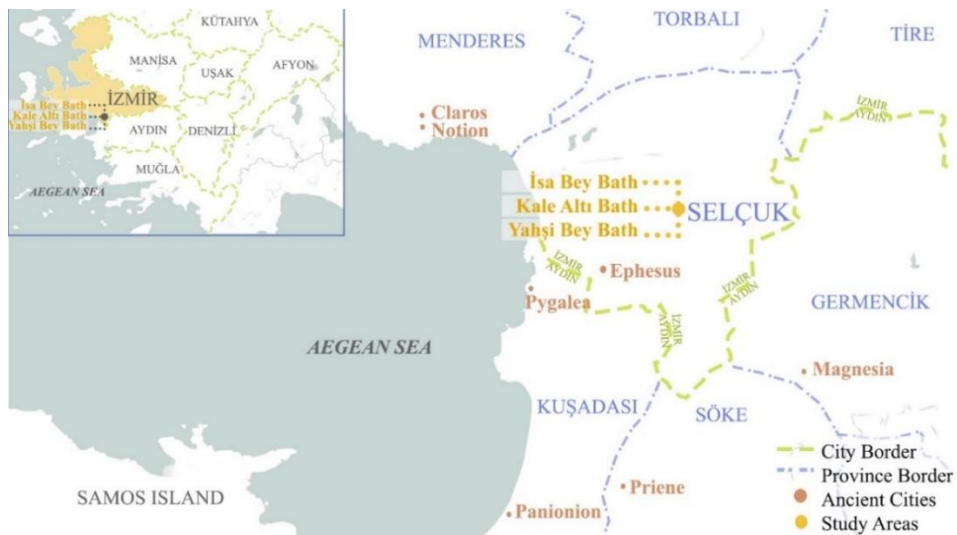 KÜTAHYA
MANİSA
UŞAK
AFYON
İZMİR
İsa Bey Bath
Kale Altı Bath
Yahşi Bey Bath
AYDIN
DENİZLİ
MUĞLA
AEGEAN SEA
MENDERES
TORBALI
TİRE
Claros
Notion
İZMİR
AYDIN
İsa Bey Bath
Kale Altı Bath
Yahşi Bey Bath
SELÇUK
İZMİR
AYDIN
Ephesus
İZMİR
AYDIN
Pygalea
GERMENCİK
İZMİR
AYDIN
AEGEAN SEA
Magnesia
KUŞADASI
SÖKE
City Border
Province Border
Ancient Cities
Study Areas
SAMOS ISLAND
Priene
Panionion